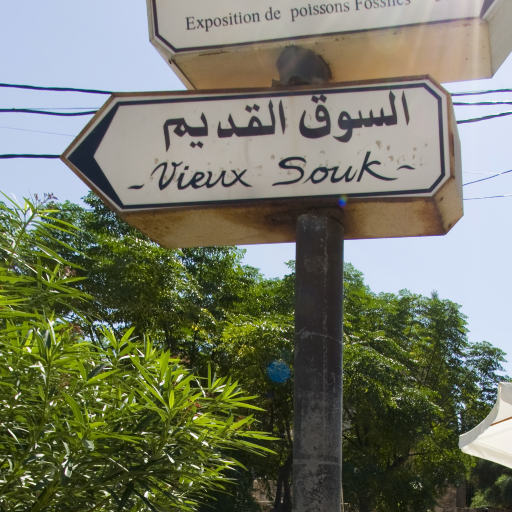 Exposition de poissons Fossiles
السوق القديم
- Vieux Souk -